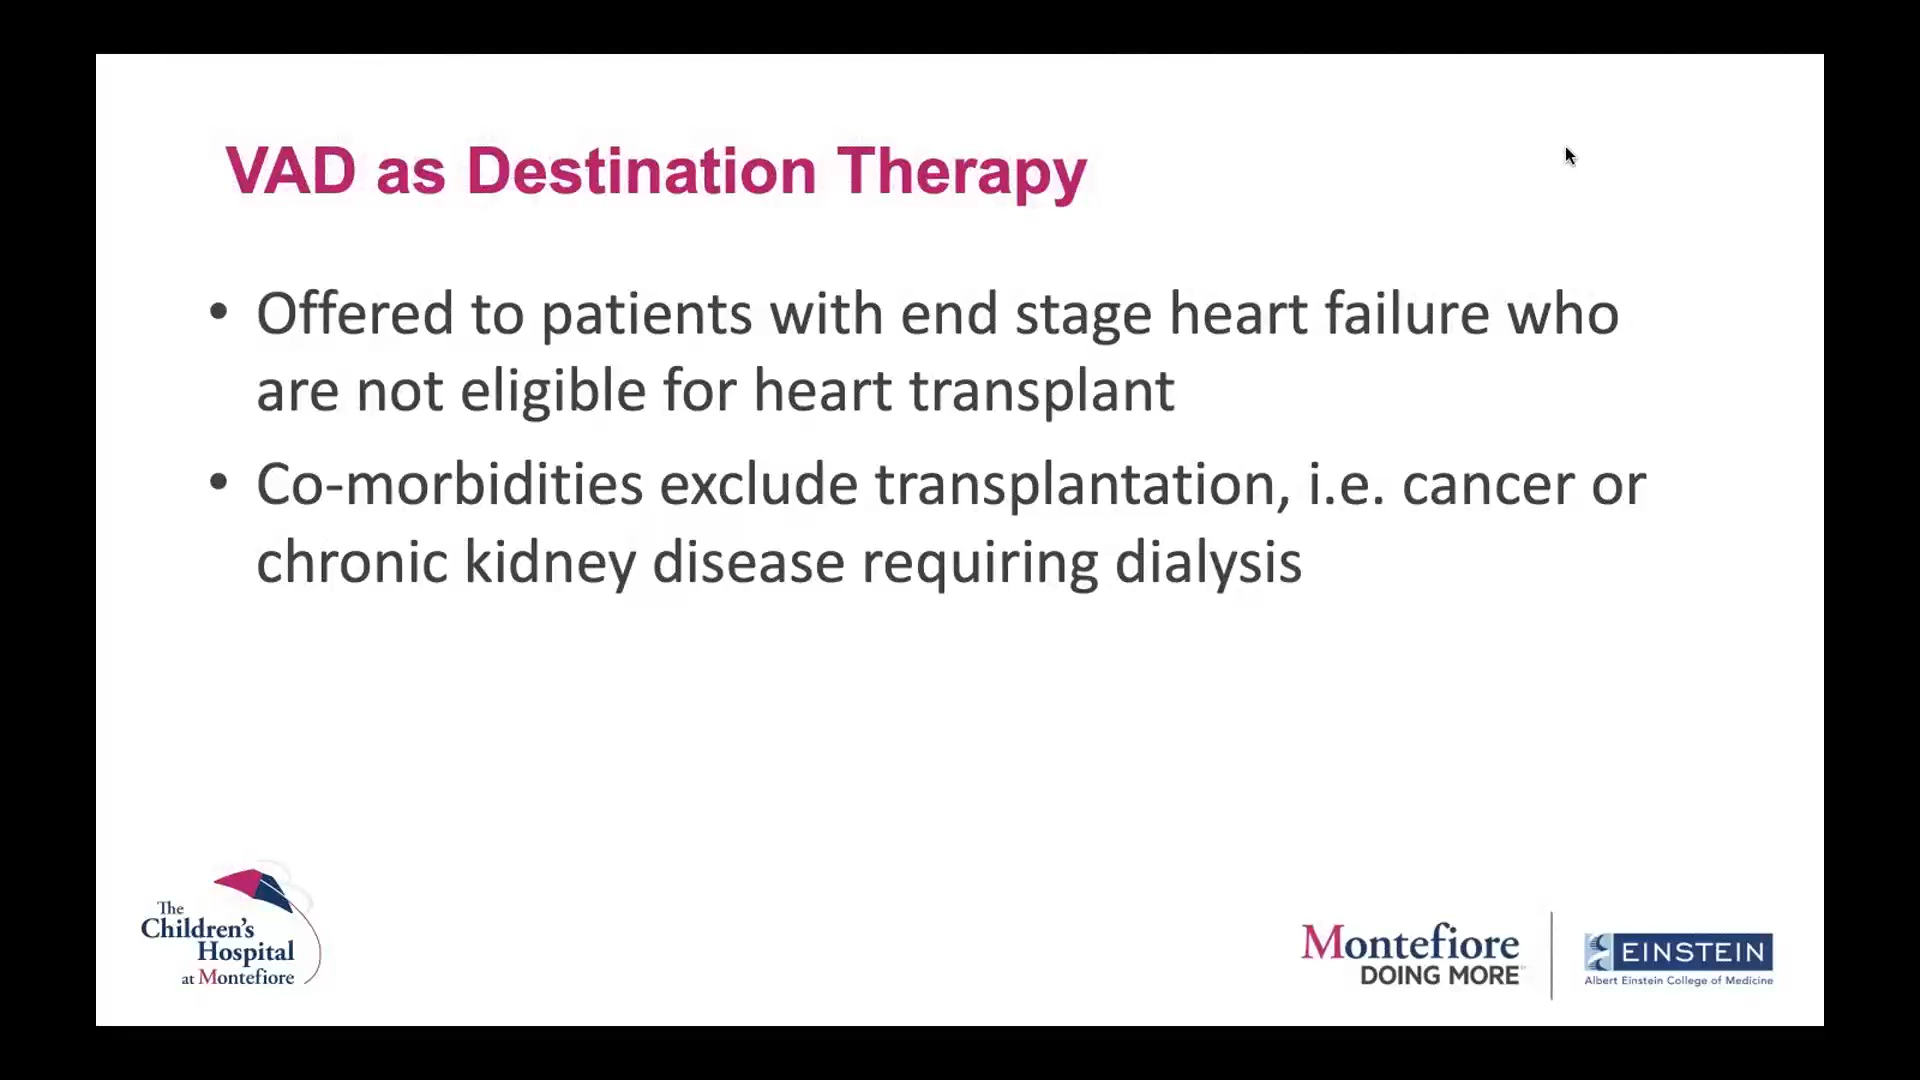 VAD as Destination Therapy
• Offered to patients with end stage heart failure who
are not eligible for heart transplant
• Co-morbidities exclude transplantation, i.e. cancer or
chronic kidney disease requiring dialysis
The
Children's
Hospital
at Montefiore
Montefiore
DOING MORE
EINSTEIN
Albert Einstein College of Medicine